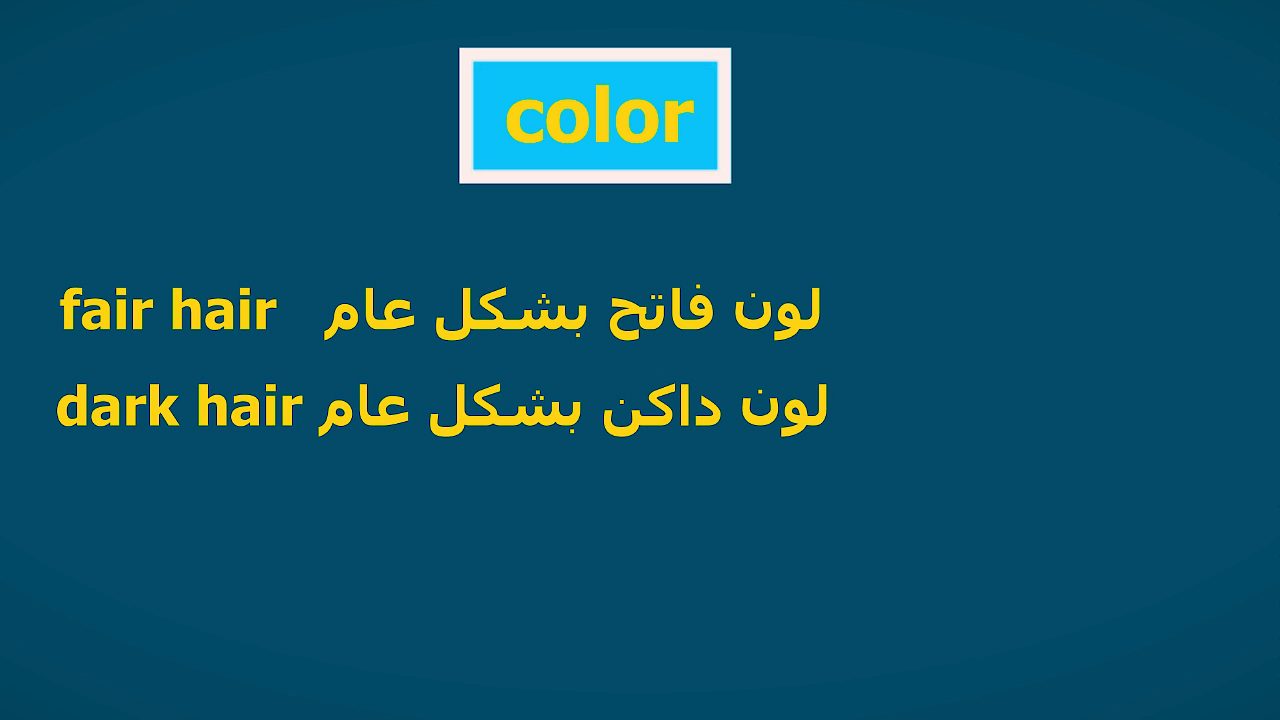 color
fair hair لون فاتح بشكل عام
dark hair لون داكن بشكل عام